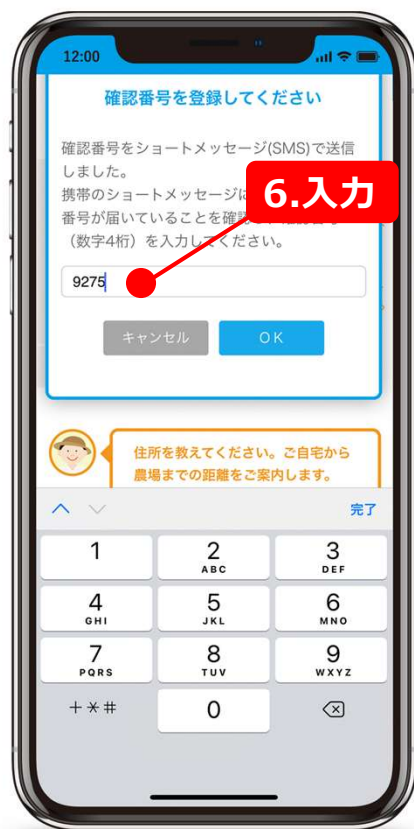 12:00
確認番号を登録してください
確認番号をショートメッセージ(SMS)で送信
しました。
携帯のショートメッセージに
6.入力
番号が届いていることを確認
（数字4桁）を入力してください。
9275
キャンセル
OK
住所を教えてください。ご自宅から
農場までの距離をご案内します。
完了
1
2
ABC
3
DEF
4
GHI
5
JKL
6
MNO
7
PQRS
8
TUV
9
WXYZ
+*#
0